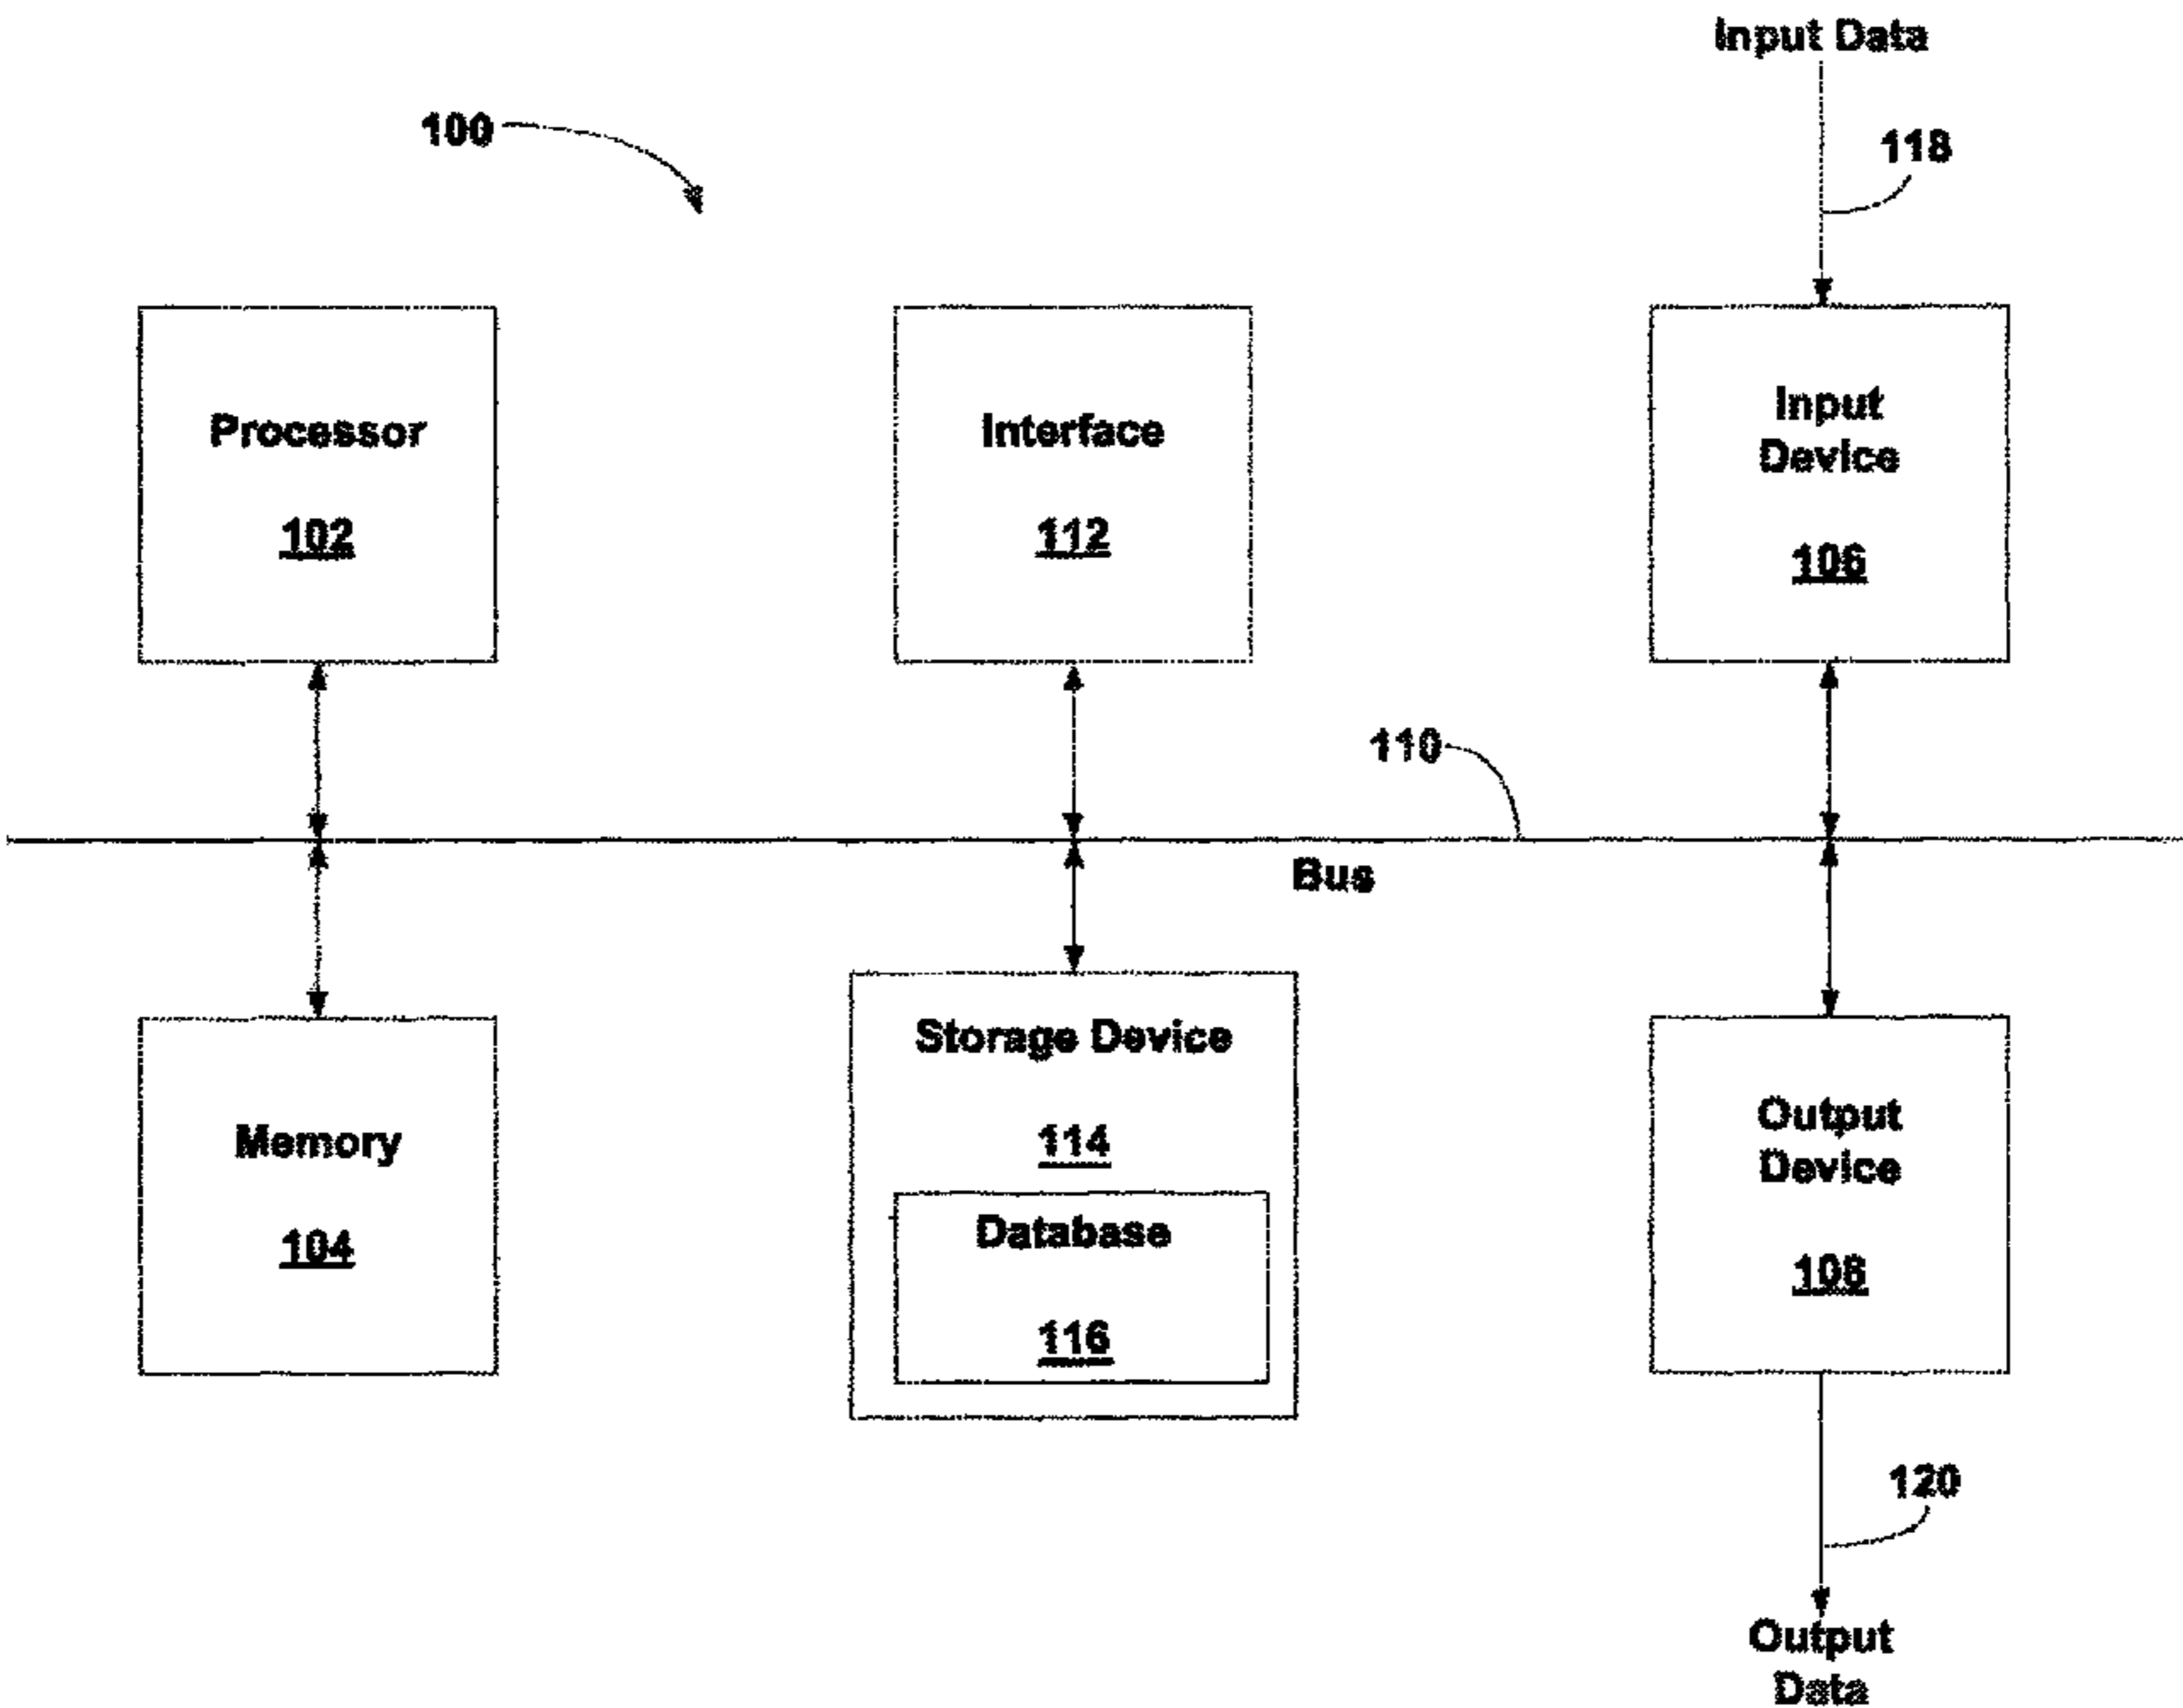 Input Data
100
118
Processor
102
Interface
112
Input
Device
106
110
Bus
Memory
104
Storage Device
114
Database
116
Output
Device
108
120
Output
Data